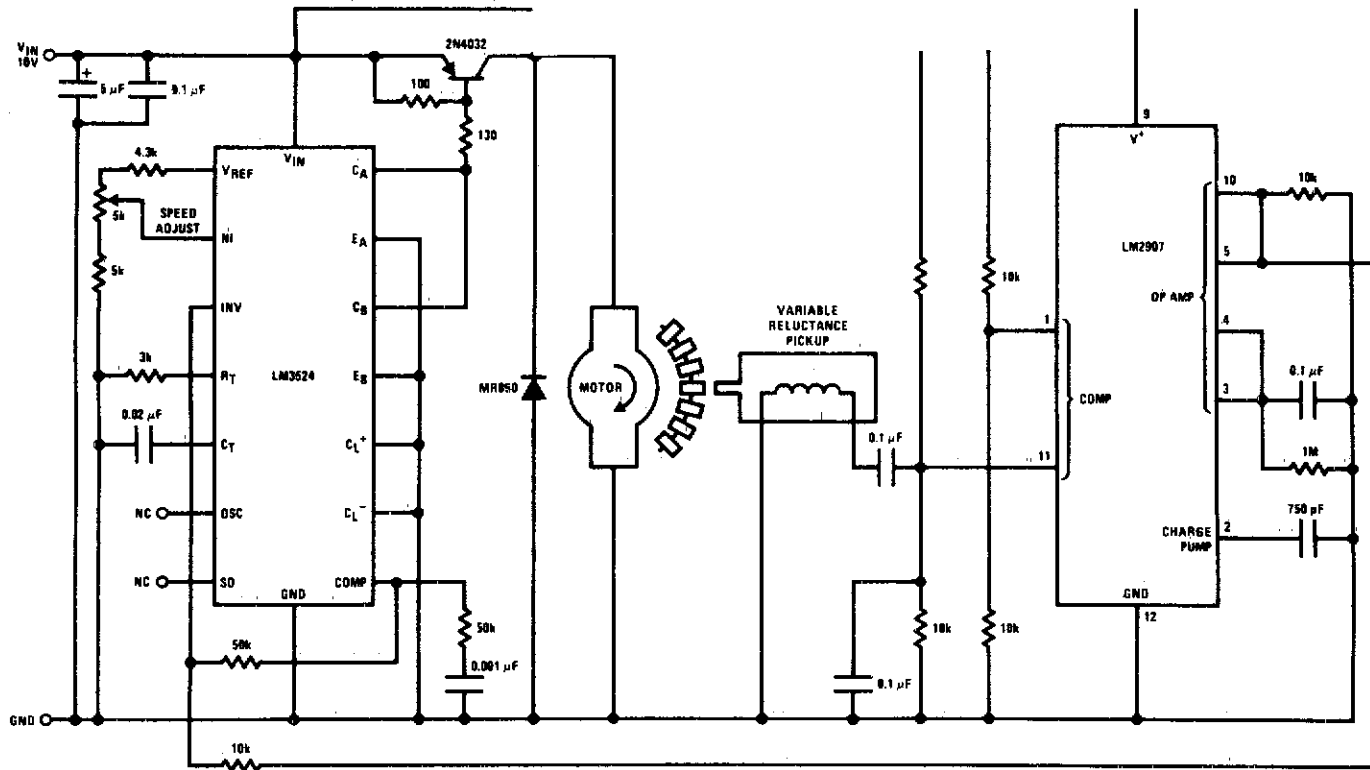 VIN
10V
5 µF
0.1 µF
2N4032
100
130
4.3k
VREF
VIN
CA
5k
SPEED
ADJUST
NI
EA
5k
INV
CB
3k
RT
LM3524
EB
0.02 µF
CT
CL+
NC
OSC
CL-
NC
SD
COMP
GND
50k
50k
0.001 µF
GND
10k
MR850
MOTOR
VARIABLE
RELUCTANCE
PICKUP
0.1 µF
10k
10k
10k
0.1 µF
9
V+
10
10k
LM2907
5
OP AMP
1
4
COMP
3
0.1 µF
11
1M
750 pF
CHARGE
PUMP
2
GND
12